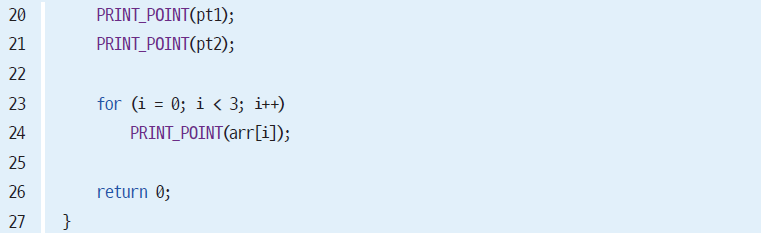 20 PRINT_POINT(pt1);
21 PRINT_POINT(pt2);
22
23 for (i = 0; i < 3; i++)
24 PRINT_POINT(arr[i]);
25
26 return 0;
27 }